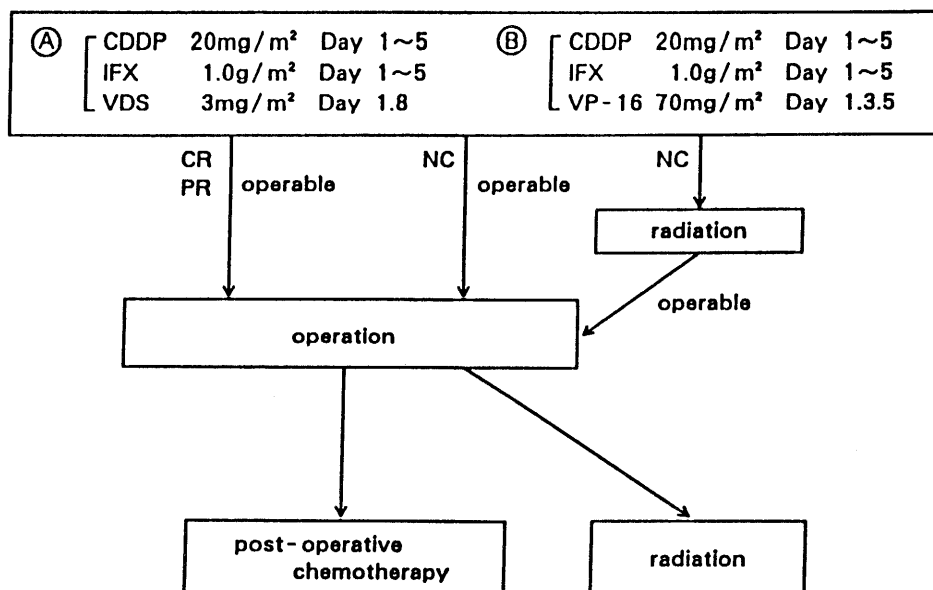 Ⓐ CDDP 20mg/m² Day 1~5 Ⓑ CDDP 20mg/m² Day 1~5
IFX 1.0g/m² Day 1~5 IFX 1.0g/m² Day 1~5
VDS 3mg/m² Day 1.8 VP-16 70mg/m² Day 1.3.5
CR
PR operable
NC
operable
NC
radiation
operable
operation
post-operative
chemotherapy
radiation